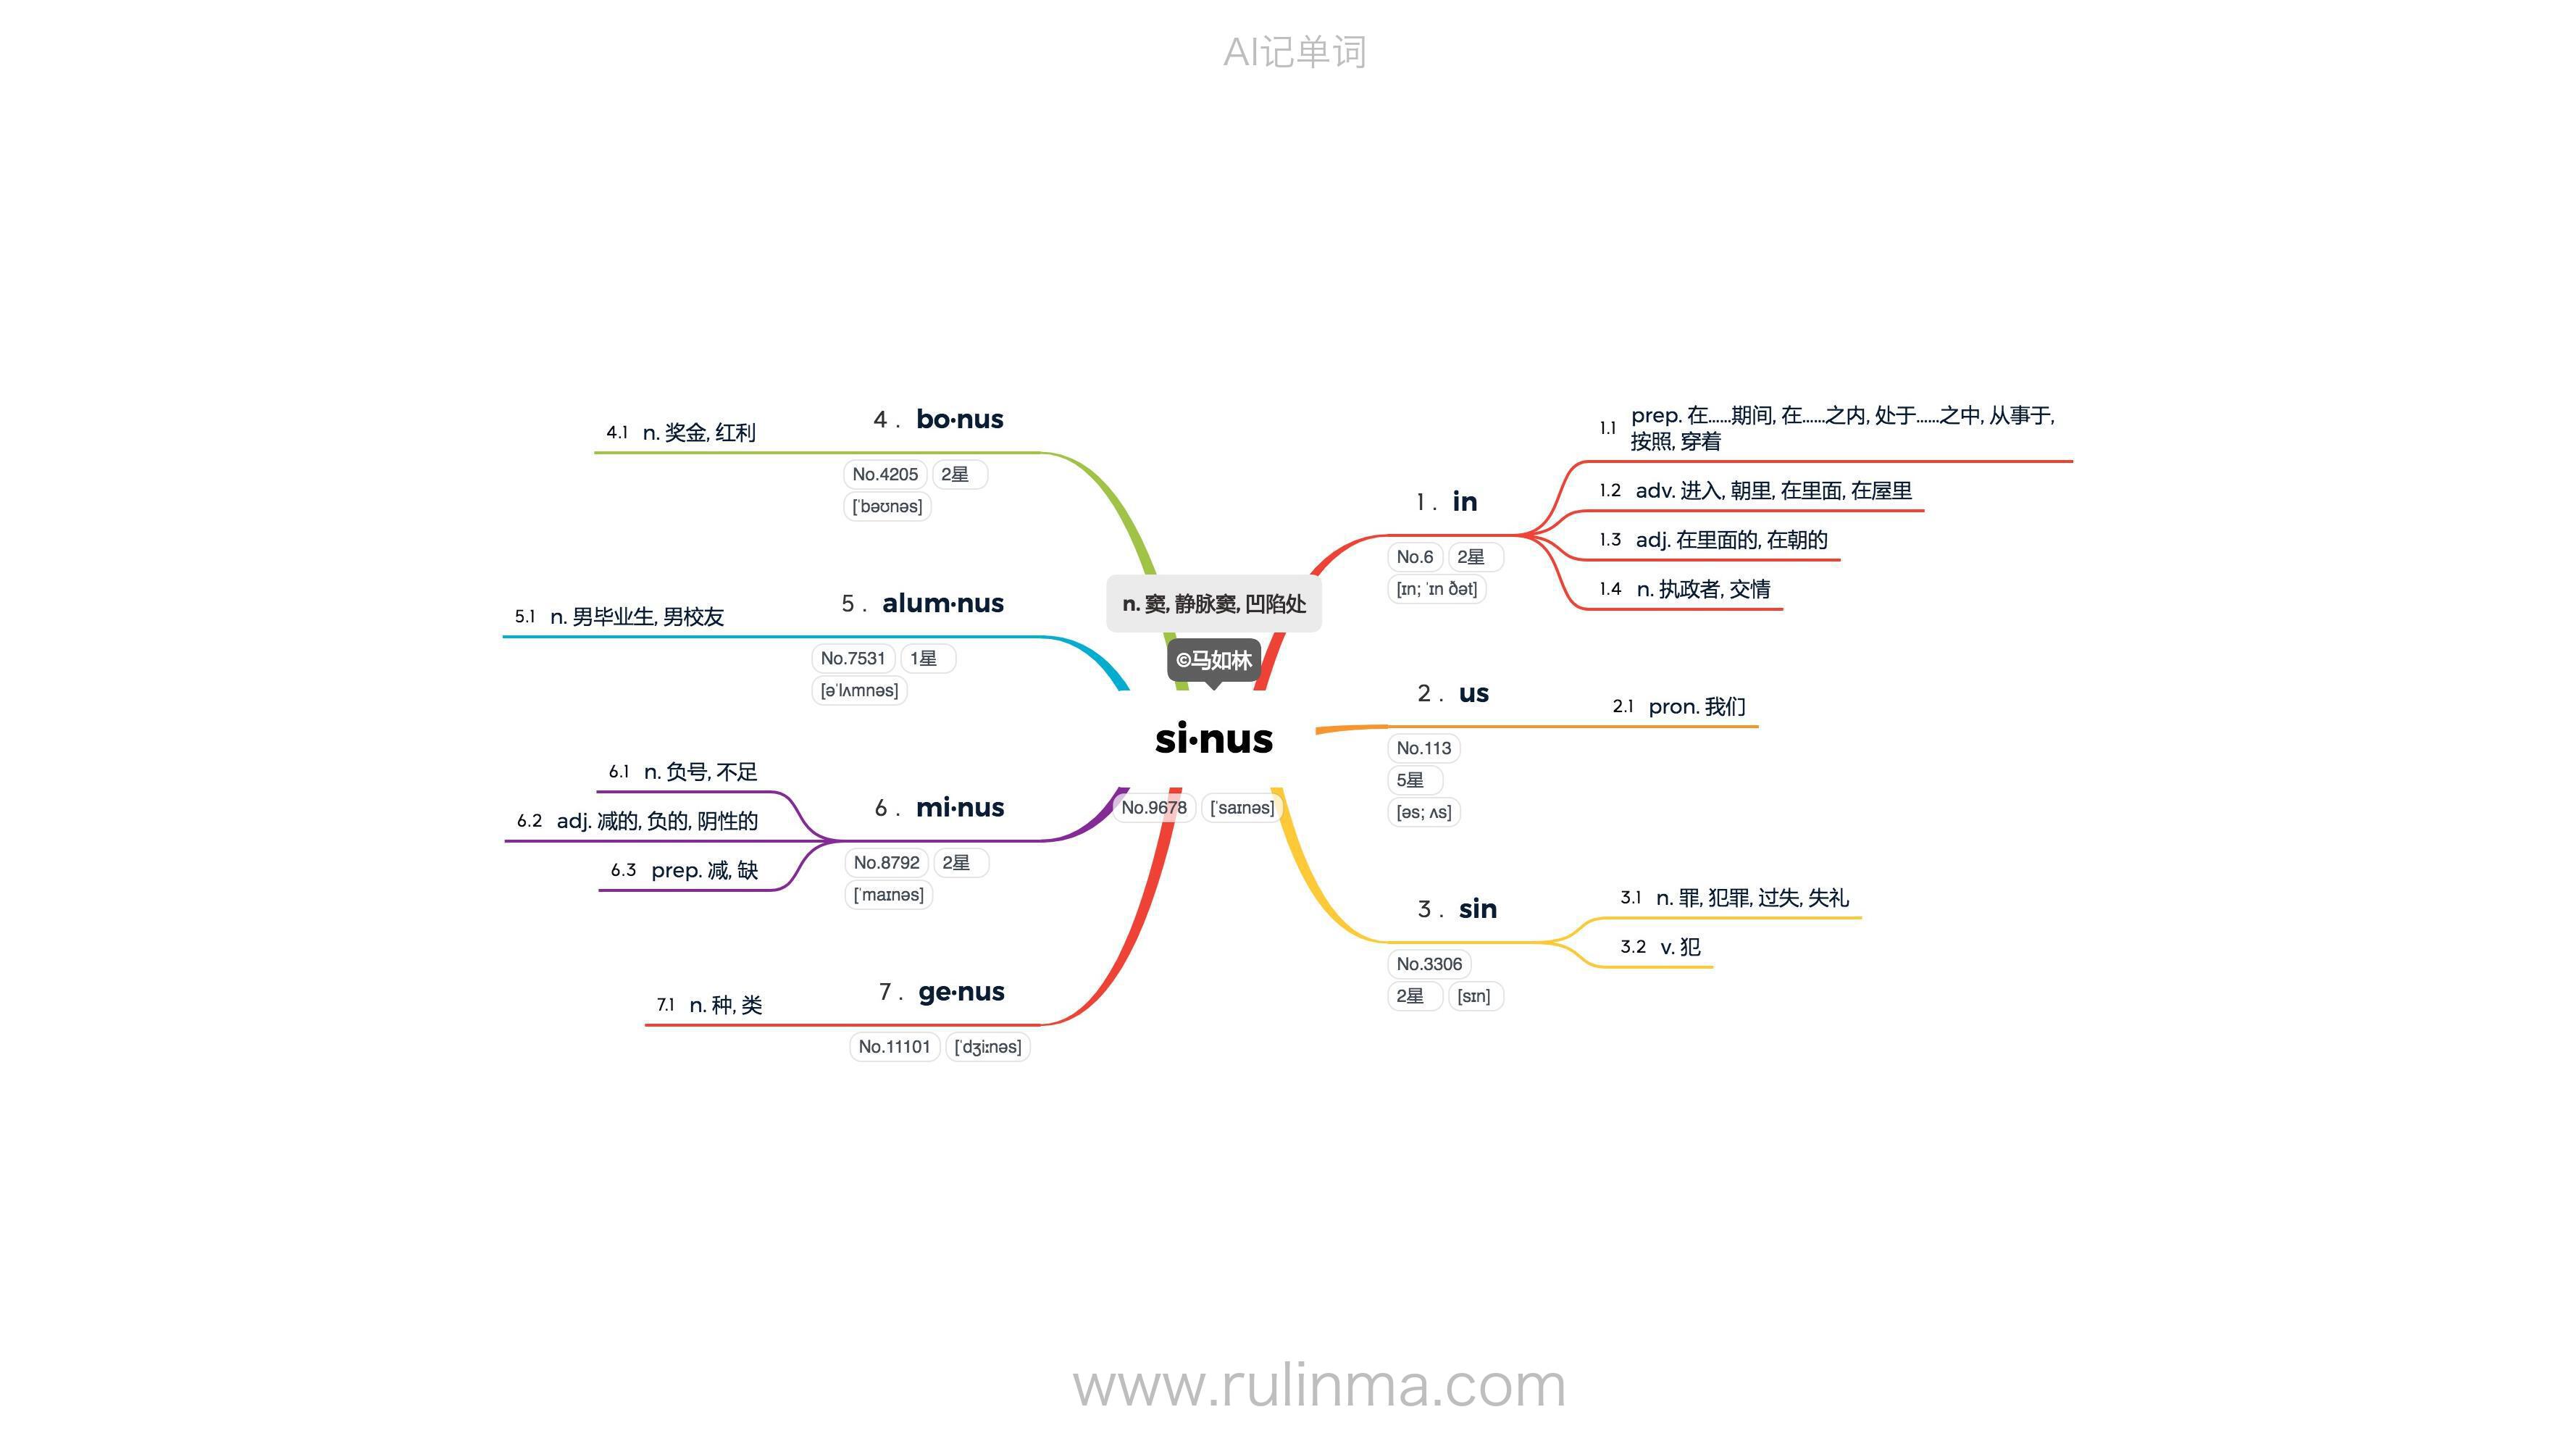 AI记单词
n. 窦, 静脉窦, 凹陷处
©马如林
si·nus
No.9678 [ˈsaɪnəs]
1. in
No.6 2星
[ɪn; ˈɪn ðət]
1.1 prep. 在……期间, 在……之内, 处于……之中, 从事于,
按照, 穿着
1.2 adv. 进入, 朝里, 在里面, 在屋里
1.3 adj. 在里面的, 在朝的
1.4 n. 执政者, 交情
2. us
No.113
5星
[əs; ʌs]
2.1 pron. 我们
3. sin
No.3306
2星 [sɪn]
3.1 n. 罪, 犯罪, 过失, 失礼
3.2 v. 犯
4. bo·nus
No.4205 2星
[ˈbəʊnəs]
4.1 n. 奖金, 红利
5. alum·nus
No.7531 1星
[əˈlʌmnəs]
5.1 n. 男毕业生, 男校友
6. mi·nus
No.8792 2星
[ˈmaɪnəs]
6.1 n. 负号, 不足
6.2 adj. 减的, 负的, 阴性的
6.3 prep. 减, 缺
7. ge·nus
No.11101 [ˈdʒiːnəs]
7.1 n. 种, 类
www.rulinma.com